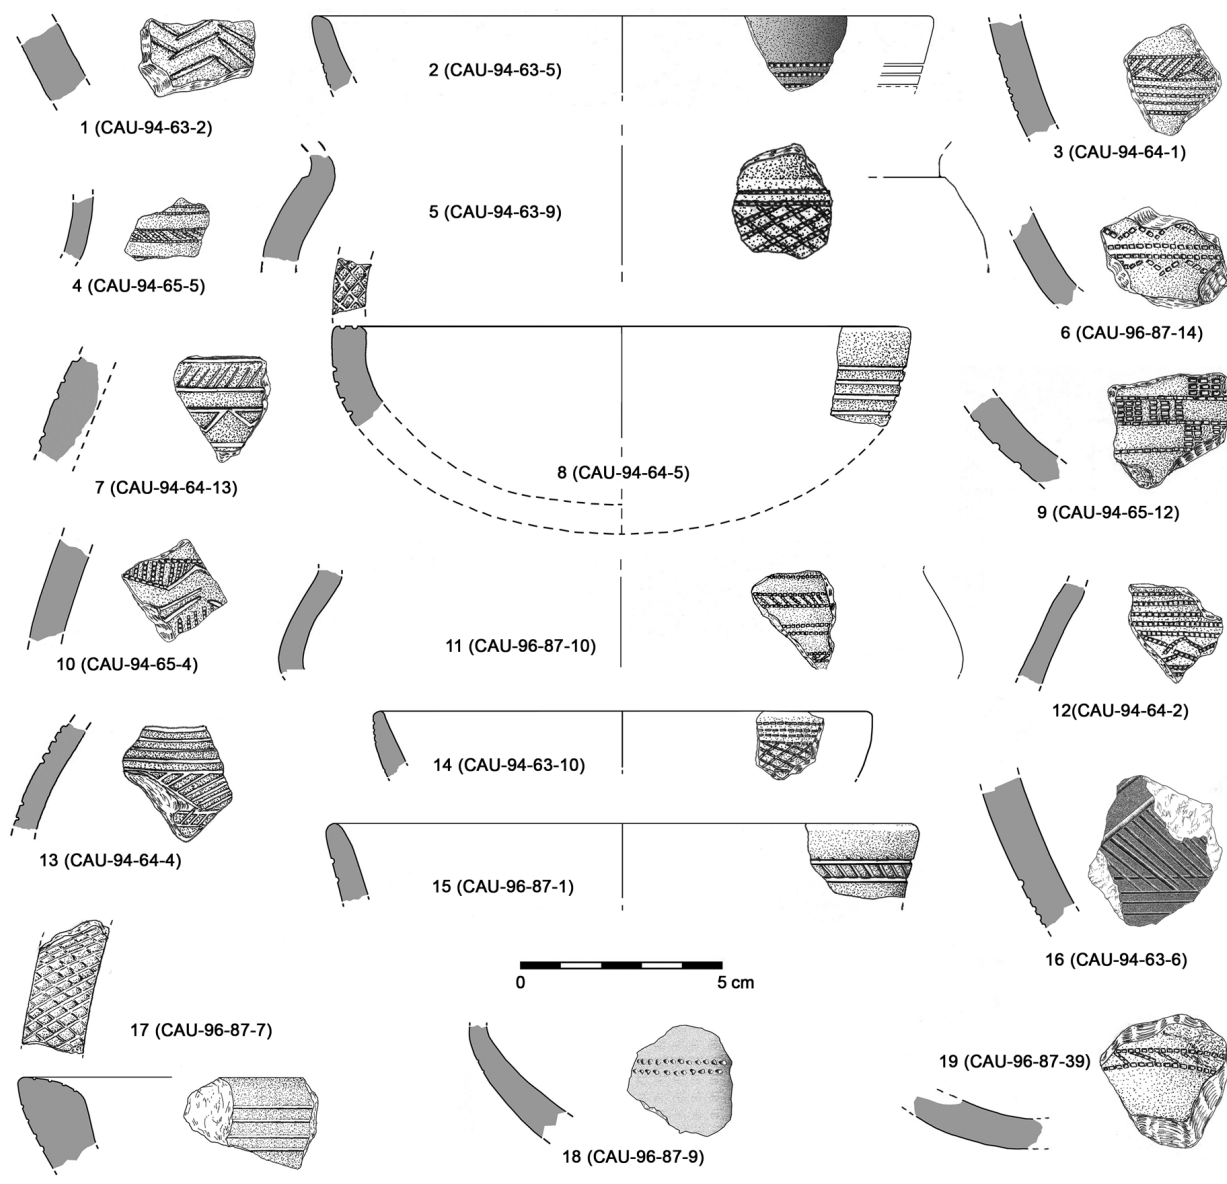 1 (CAU-94-63-2)
2 (CAU-94-63-5)
3 (CAU-94-64-1)
4 (CAU-94-65-5)
5 (CAU-94-63-9)
6 (CAU-96-87-14)
7 (CAU-94-64-13)
8 (CAU-94-64-5)
9 (CAU-94-65-12)
10 (CAU-94-65-4)
11 (CAU-96-87-10)
12(CAU-94-64-2)
13 (CAU-94-64-4)
14 (CAU-94-63-10)
15 (CAU-96-87-1)
16 (CAU-94-63-6)
0 5 cm
17 (CAU-96-87-7)
18 (CAU-96-87-9)
19 (CAU-96-87-39)